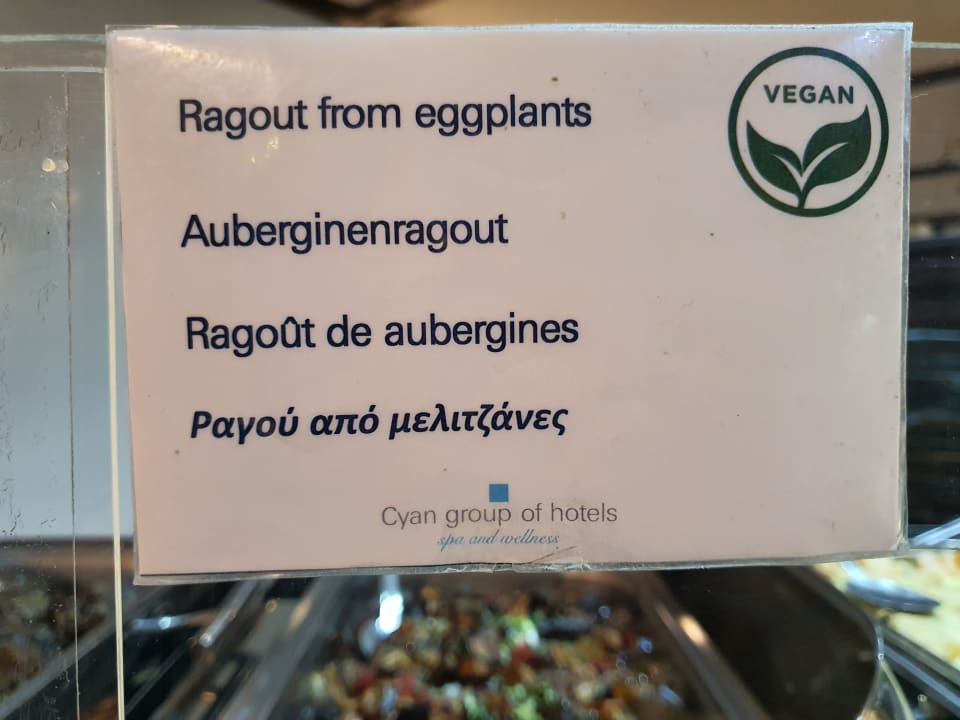 VEGAN
Ragout from eggplants
Auberginenragout
Ragoût de aubergines
Ραγού από μελιτζάνες
Cyan group of hotels
spa and wellness